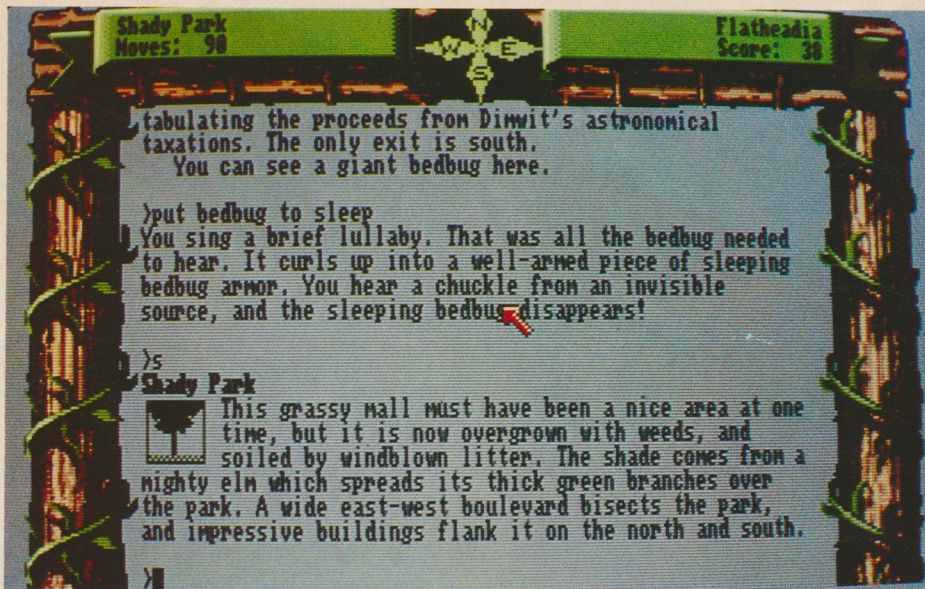 Shady Park
Moves: 90
N
W E
S
Flatheadia
Score: 38
tabulating the proceeds from Dimwit's astronomical
taxations. The only exit is south.
You can see a giant bedbug here.
>put bedbug to sleep
You sing a brief lullaby. That was all the bedbug needed
to hear. It curls up into a well-armed piece of sleeping
bedbug armor. You hear a chuckle from an invisible
source, and the sleeping bedbug disappears!
>s
Shady Park
This grassy mall must have been a nice area at one
time, but it is now overgrown with weeds, and
soiled by windblown litter. The shade comes from a
mighty elm which spreads its thick green branches over
the park. A wide east-west boulevard bisects the park,
and impressive buildings flank it on the north and south.
>